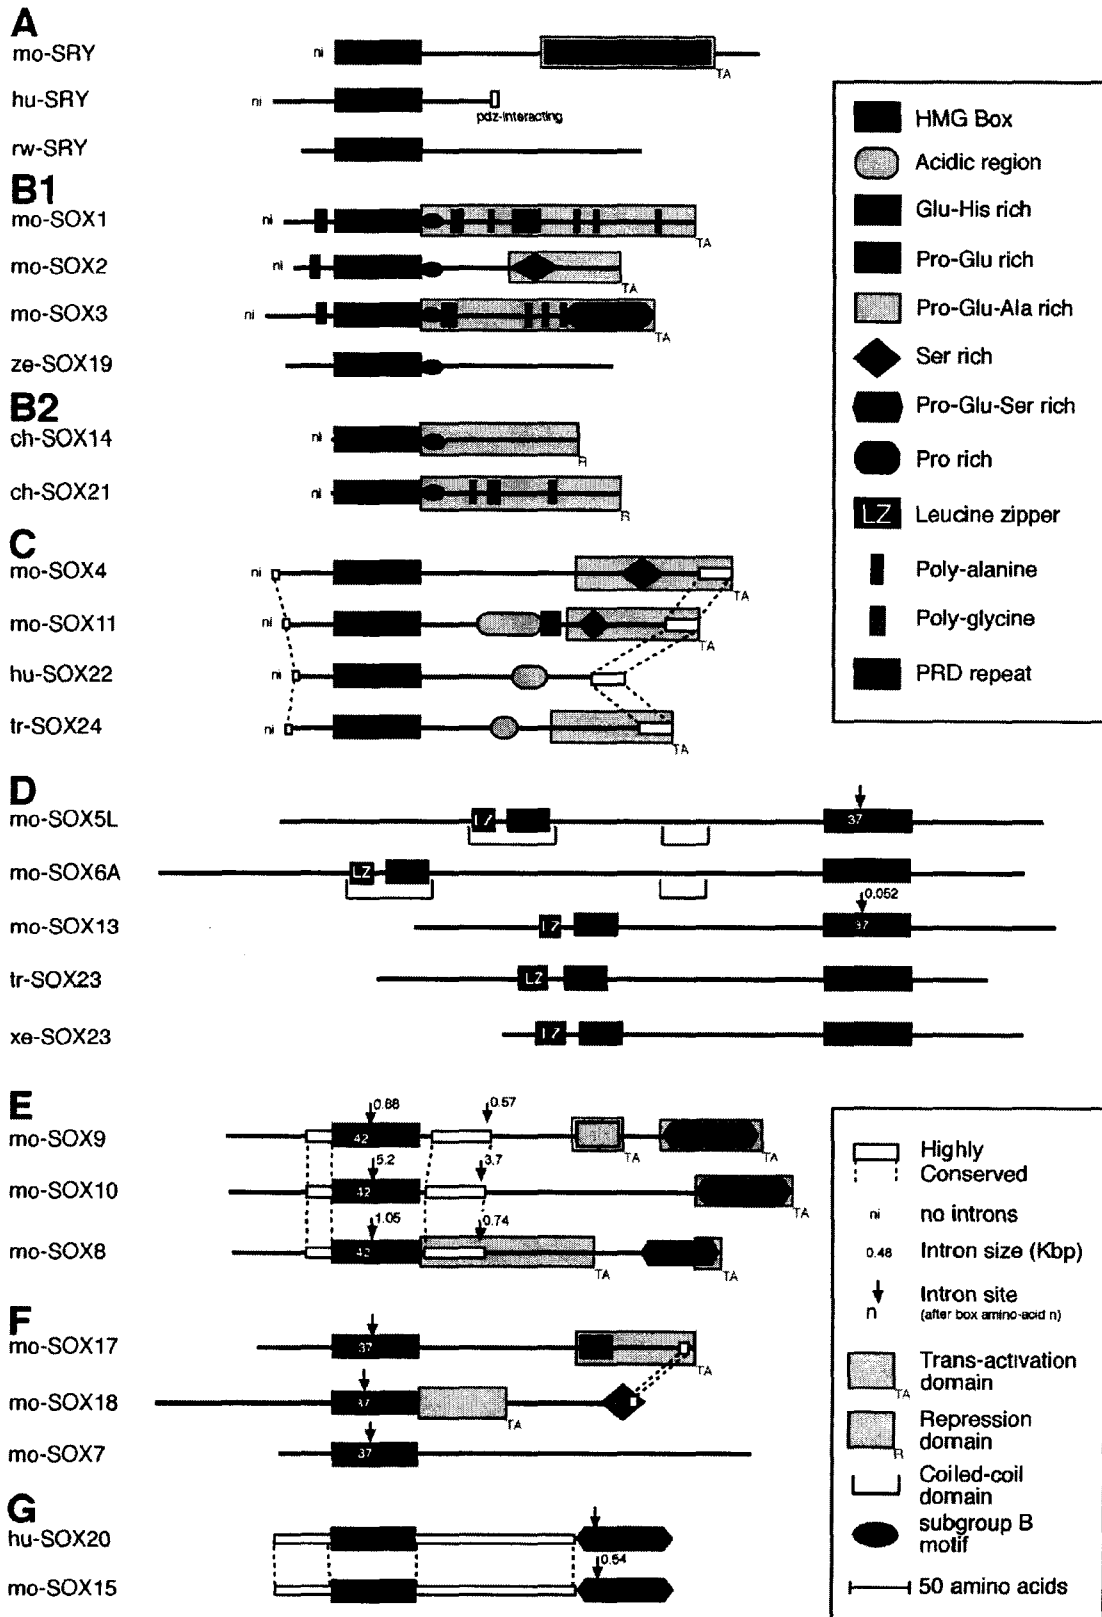 A
mo-SRY
ni
TA
hu-SRY
ni
pdz-interacting
rw-SRY
B1
mo-SOX1
ni
TA
mo-SOX2
ni
TA
mo-SOX3
ni
TA
ze-SOX19
B2
ch-SOX14
ni
R
ch-SOX21
ni
R
C
mo-SOX4
ni
TA
mo-SOX11
ni
TA
hu-SOX22
ni
tr-SOX24
ni
TA
HMG Box
Acidic region
Glu-His rich
Pro-Glu rich
Pro-Glu-Ala rich
Ser rich
Pro-Glu-Ser rich
Pro rich
LZ Leucine zipper
Poly-alanine
Poly-glycine
PRD repeat
D
mo-SOX5L
LZ
37
mo-SOX6A
LZ
0.052
mo-SOX13
LZ
37
tr-SOX23
LZ
xe-SOX23
LZ
E
0.88
0.57
mo-SOX9
42
TA
TA
5.2
3.7
mo-SOX10
42
TA
1.05
0.74
mo-SOX8
42
TA
TA
F
mo-SOX17
37
TA
mo-SOX18
37
TA
mo-SOX7
37
G
hu-SOX20
0.54
mo-SOX15
Highly
Conserved
ni no introns
0.48 Intron size (Kbp)
Intron site
n (after box amino-acid n)
Trans-activation
domain
TA
Repression
domain
R
Coiled-coil
domain
subgroup B
motif
50 amino acids